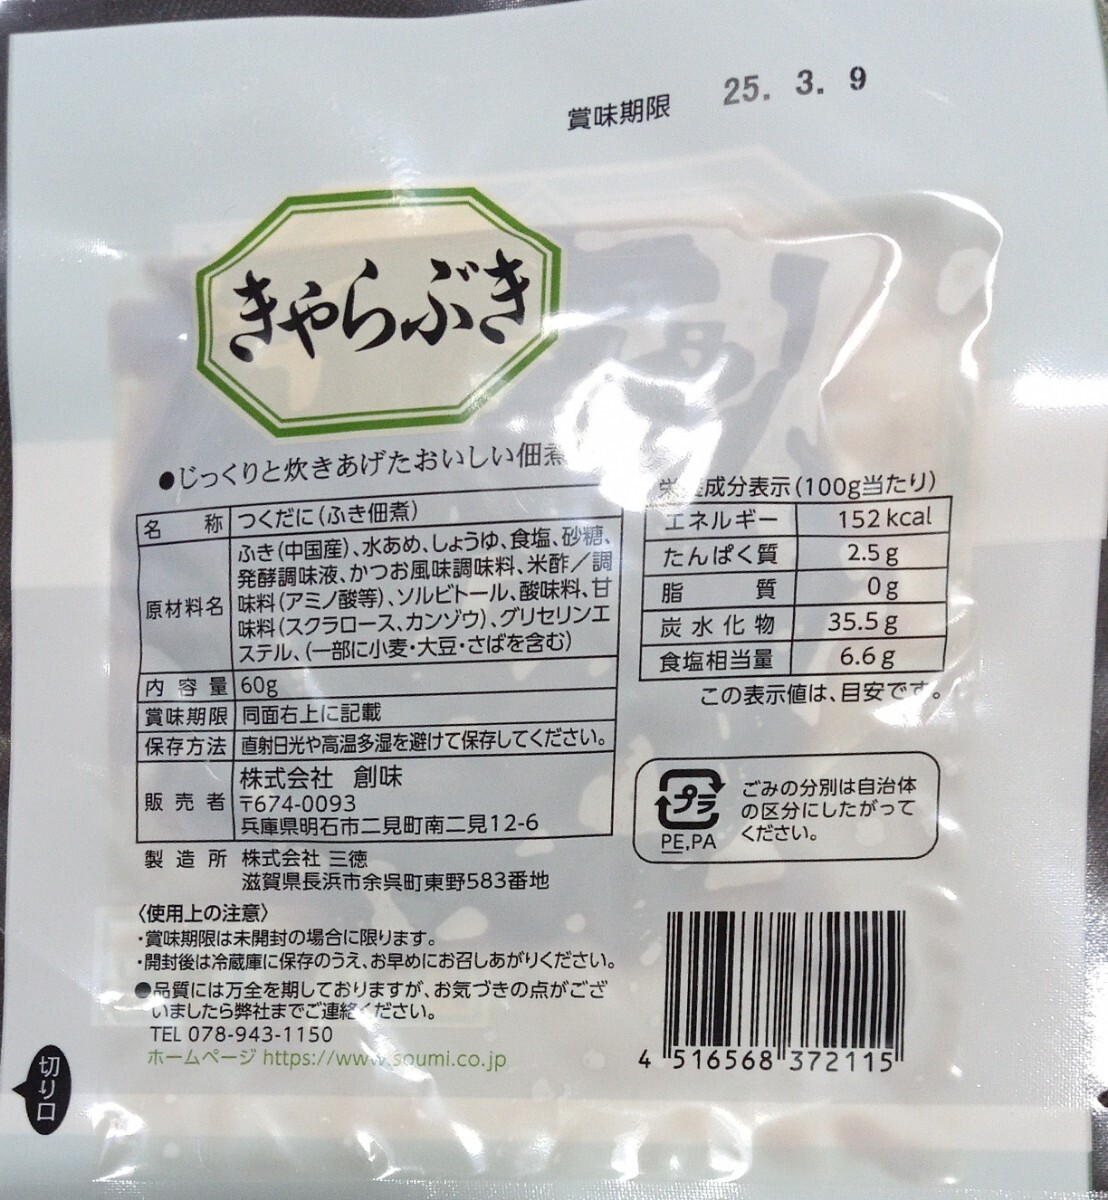 賞味期限 25. 3. 9
きゃらぶき
●じっくりと炊きあげたおいしい佃煮
名称 つくだに(ふき佃煮)
原材料名 ふき(中国産)、水あめ、しょうゆ、食塩、砂糖、
発酵調味液、かつお風味調味料、米酢／調
味料(アミノ酸等)、ソルビトール、酸味料、甘
味料(スクラロース、カンゾウ)、グリセリンエ
ステル、(一部に小麦・大豆・さばを含む)
内容量 60g
賞味期限 同面右上に記載
保存方法 直射日光や高温多湿を避けて保存してください。
販売者 株式会社 創味
〒674-0093
兵庫県明石市二見町南二見12-6
製造所 株式会社 三徳
滋賀県長浜市余呉町東野583番地
〈使用上の注意〉
・賞味期限は未開封の場合に限ります。
・開封後は冷蔵庫に保存のうえ、お早めにお召しあがりください。
●品質には万全を期しておりますが、お気づきの点がござ
いましたら弊社までご連絡ください。
TEL 078-943-1150
ホームページ https://www.soumi.co.jp
切り口
栄養成分表示(100g当たり)
エネルギー 152kcal
たんぱく質 2.5g
脂質 0g
炭水化物 35.5g
食塩相当量 6.6g
この表示値は、目安です。
プラ
PE,PA
ごみの分別は自治体
の区分にしたがって
ください。
4 516568 372115